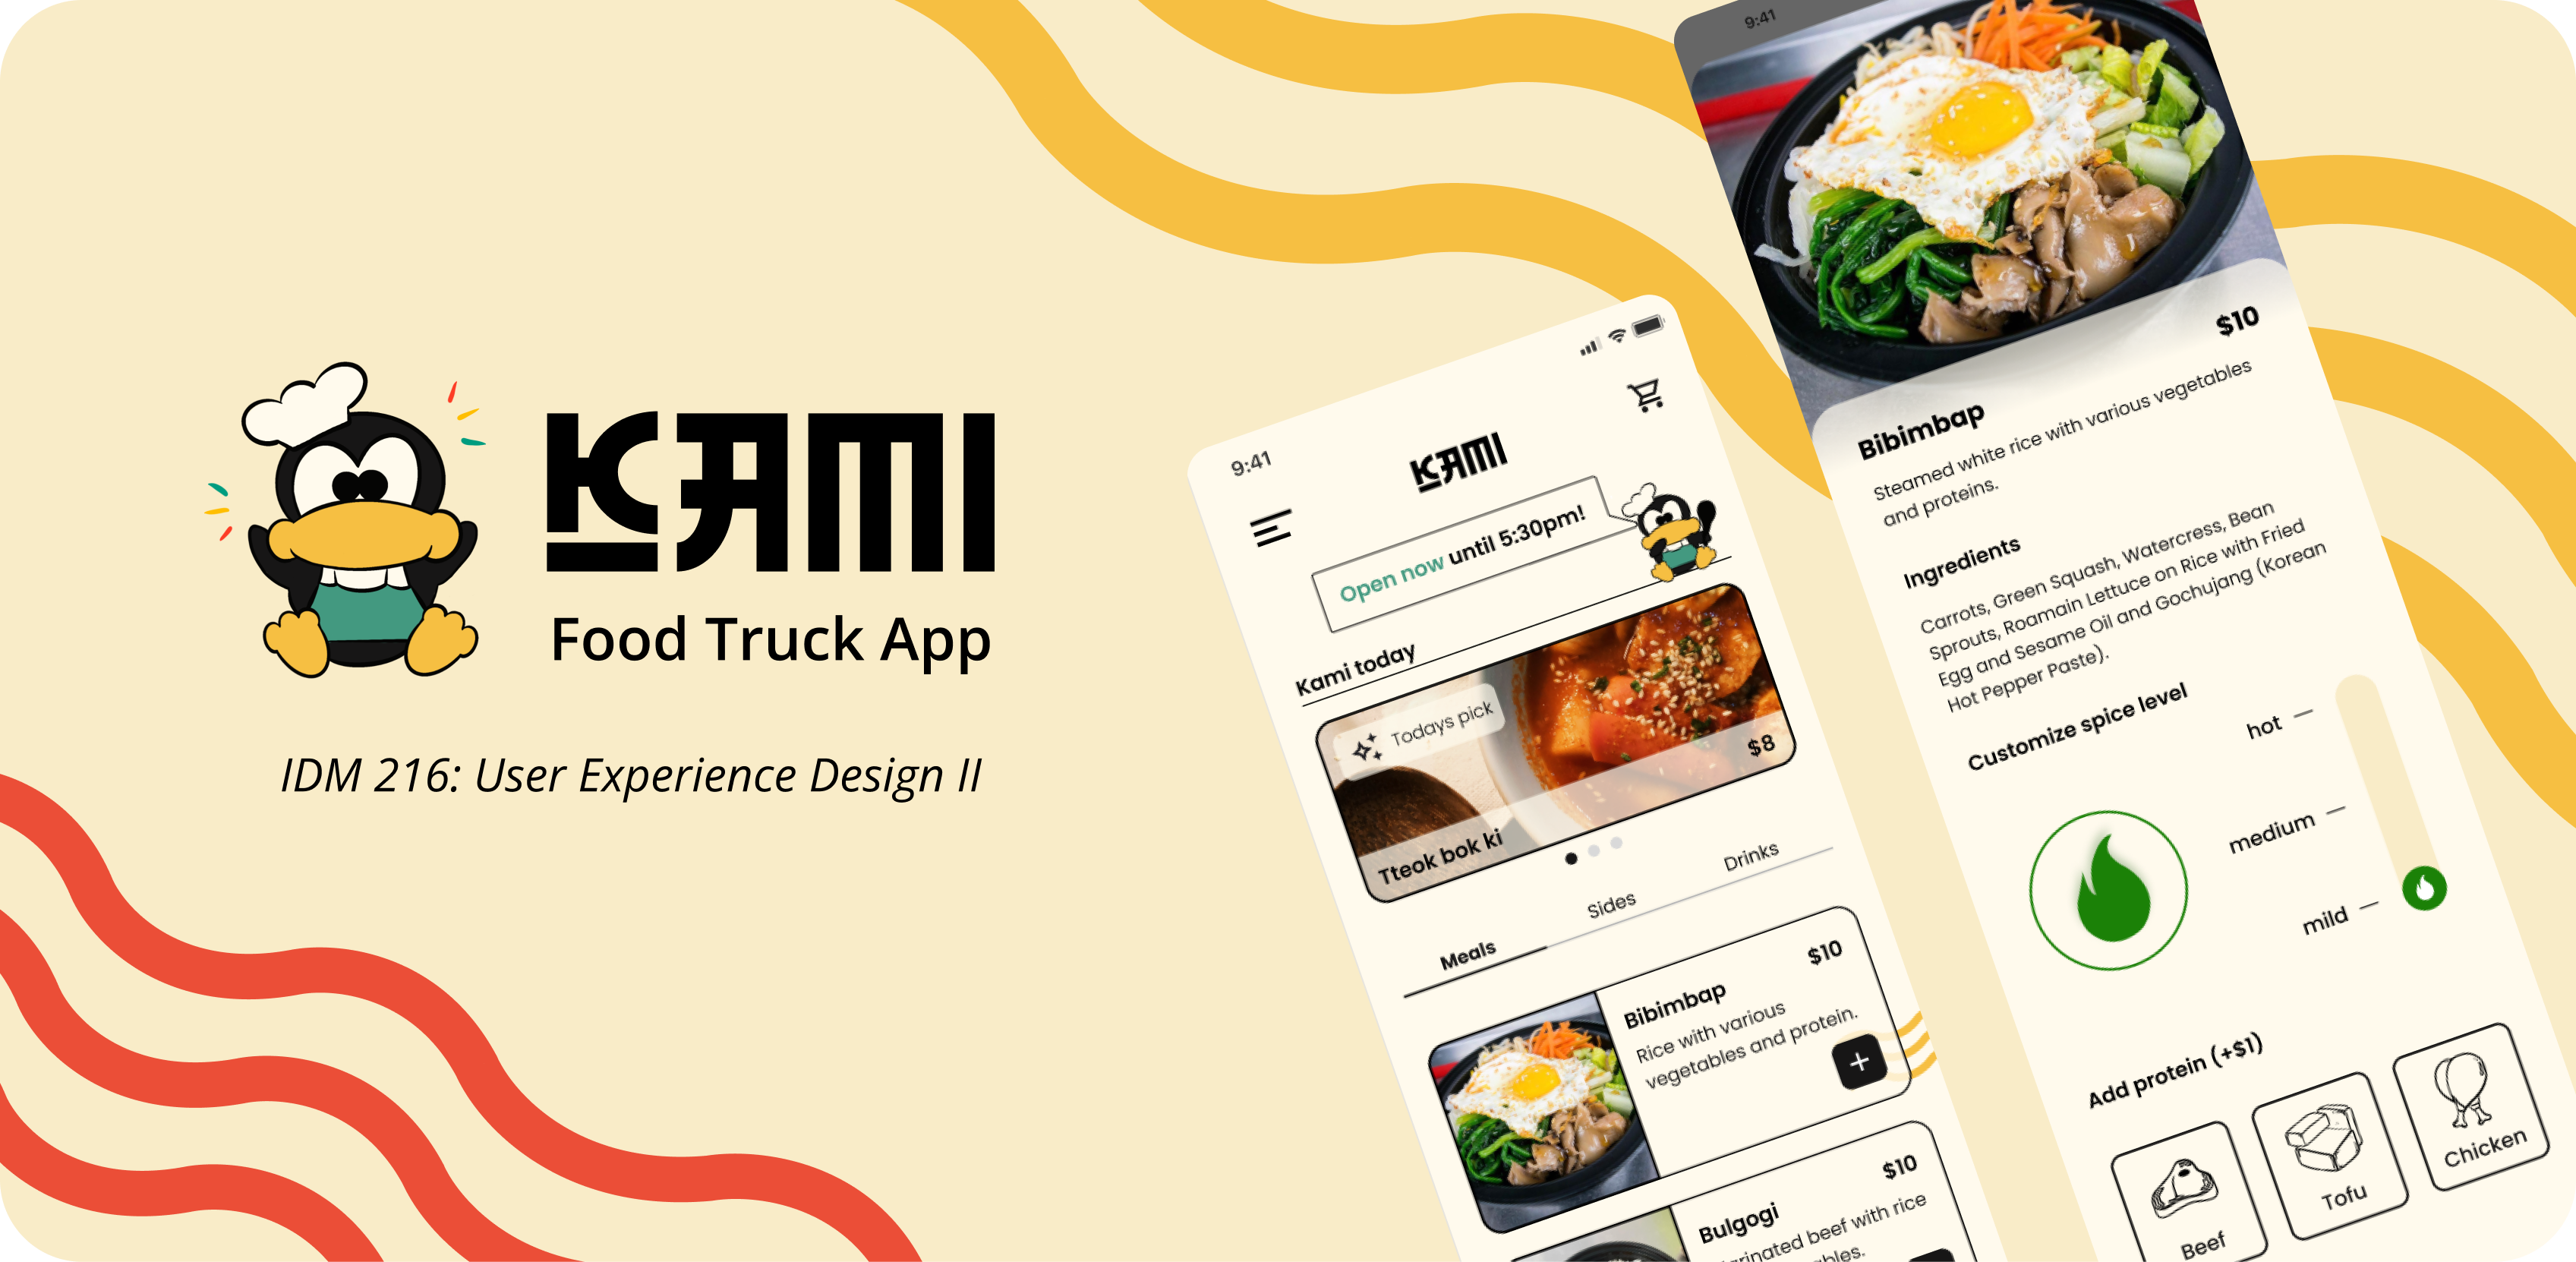 KAMI
Food Truck App
IDM 216: User Experience Design II
9:41
KAMI
Open now until 5:30pm!
Kami today
Todays pick
Tteok bok ki
$8
Meals
Sides
Drinks
Bibimbap
$10
Rice with various
vegetables and protein.
Bulgogi
$10
arinated beef with rice
ables.
9:41
Bibimbap
$10
Steamed white rice with various vegetables
and proteins.
Ingredients
Carrots, Green Squash, Watercress, Bean
Sprouts, Roamain Lettuce on Rice with Fried
Egg and Sesame Oil and Gochujang (Korean
Hot Pepper Paste).
Customize spice level
hot
medium
mild
Add protein (+$1)
Beef
Tofu
Chicken